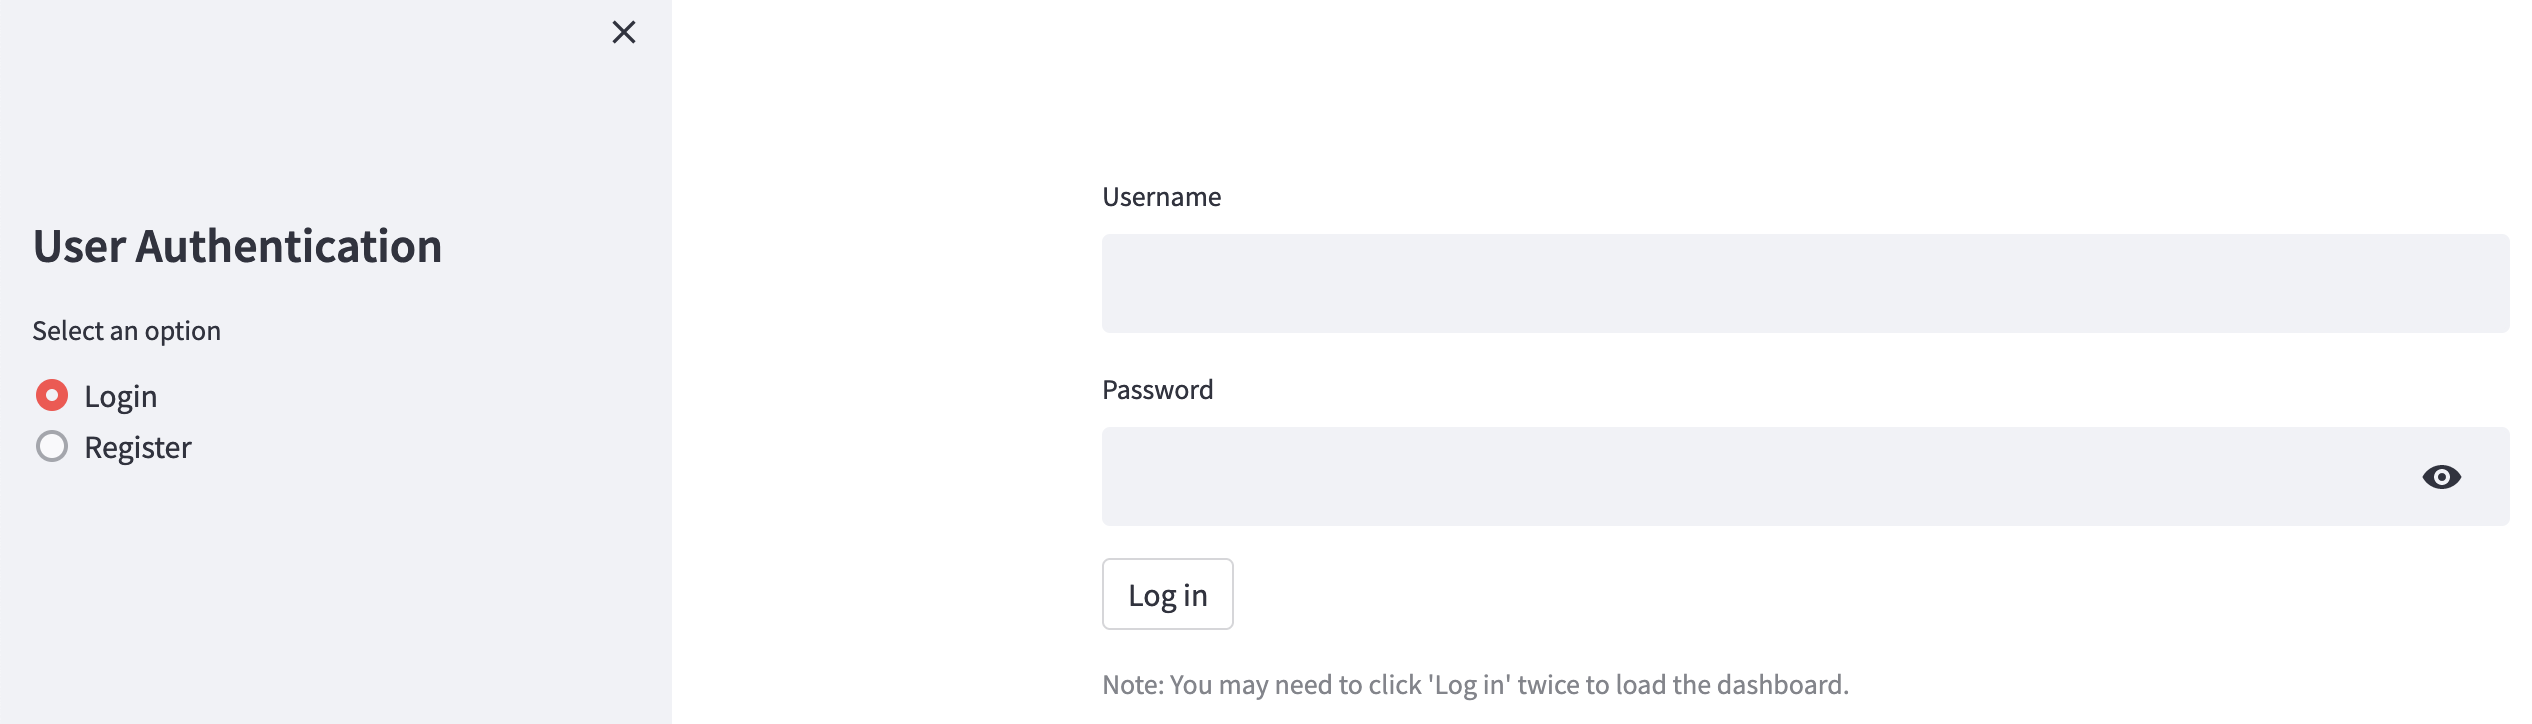 User Authentication
Select an option
Login
Register
Username
Password
Log in
Note: You may need to click 'Log in' twice to load the dashboard.